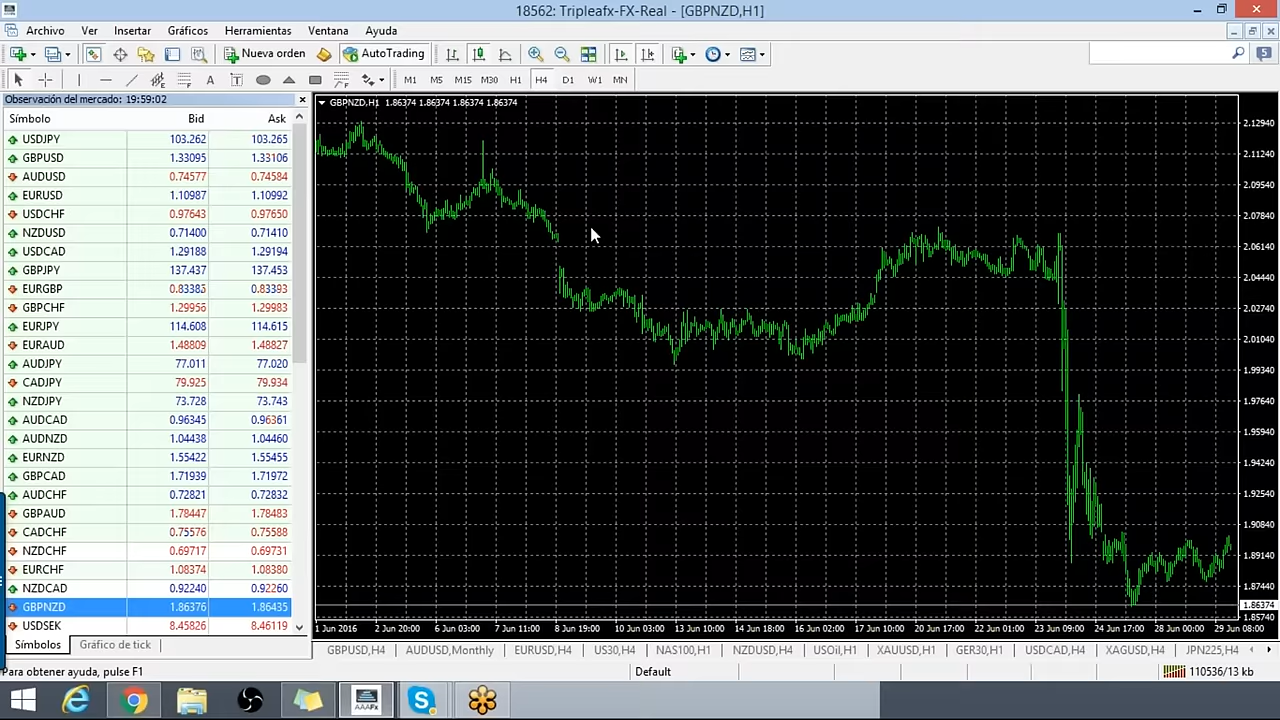 18562: Tripleafx-FX-Real - [GBPNZD,H1]
Archivo Ver Insertar Gráficos Herramientas Ventana Ayuda
Nueva orden AutoTrading
5
A T M1 M5 M15 M30 H1 H4 D1 W1 MN
Observación del mercado: 19:59:02
Símbolo Bid Ask
USDJPY 103.262 103.265
GBPUSD 1.33095 1.33106
AUDUSD 0.74577 0.74584
EURUSD 1.10987 1.10992
USDCHF 0.97643 0.97650
NZDUSD 0.71400 0.71410
USDCAD 1.29188 1.29194
GBPJPY 137.437 137.453
EURGBP 0.83383 0.83393
GBPCHF 1.29956 1.29983
EURJPY 114.608 114.615
EURAUD 1.48809 1.48827
AUDJPY 77.011 77.020
CADJPY 79.925 79.934
NZDJPY 73.728 73.743
AUDCAD 0.96345 0.96361
AUDNZD 1.04438 1.04460
EURNZD 1.55422 1.55455
GBPCAD 1.71939 1.71972
AUDCHF 0.72821 0.72832
GBPAUD 1.78447 1.78483
CADCHF 0.75576 0.75588
NZDCHF 0.69717 0.69731
EURCHF 1.08374 1.08380
NZDCAD 0.92240 0.92260
GBPNZD 1.86376 1.86435
USDSEK 8.45826 8.46119
Símbolos Gráfico de tick
GBPNZD,H1 1.86374 1.86374 1.86374 1.86374
2.12940
2.11240
2.09540
2.07840
2.06140
2.04440
2.02740
2.01040
1.99340
1.97640
1.95940
1.94240
1.92540
1.90840
1.89140
1.87440
1.86374
1.85740
1 Jun 2016 2 Jun 20:00 6 Jun 03:00 7 Jun 11:00 8 Jun 19:00 10 Jun 03:00 13 Jun 10:00 14 Jun 18:00 16 Jun 02:00 17 Jun 10:00 20 Jun 17:00 22 Jun 01:00 23 Jun 09:00 24 Jun 17:00 28 Jun 00:00 29 Jun 08:00
GBPUSD,H4 AUDUSD,Monthly EURUSD,H4 US30,H4 NAS100,H1 NZDUSD,H4 USOil,H1 XAUUSD,H1 GER30,H1 USDCAD,H4 XAGUSD,H4 JPN225,H4
Para obtener ayuda, pulse F1 Default 110536/13 kb
AAAFx